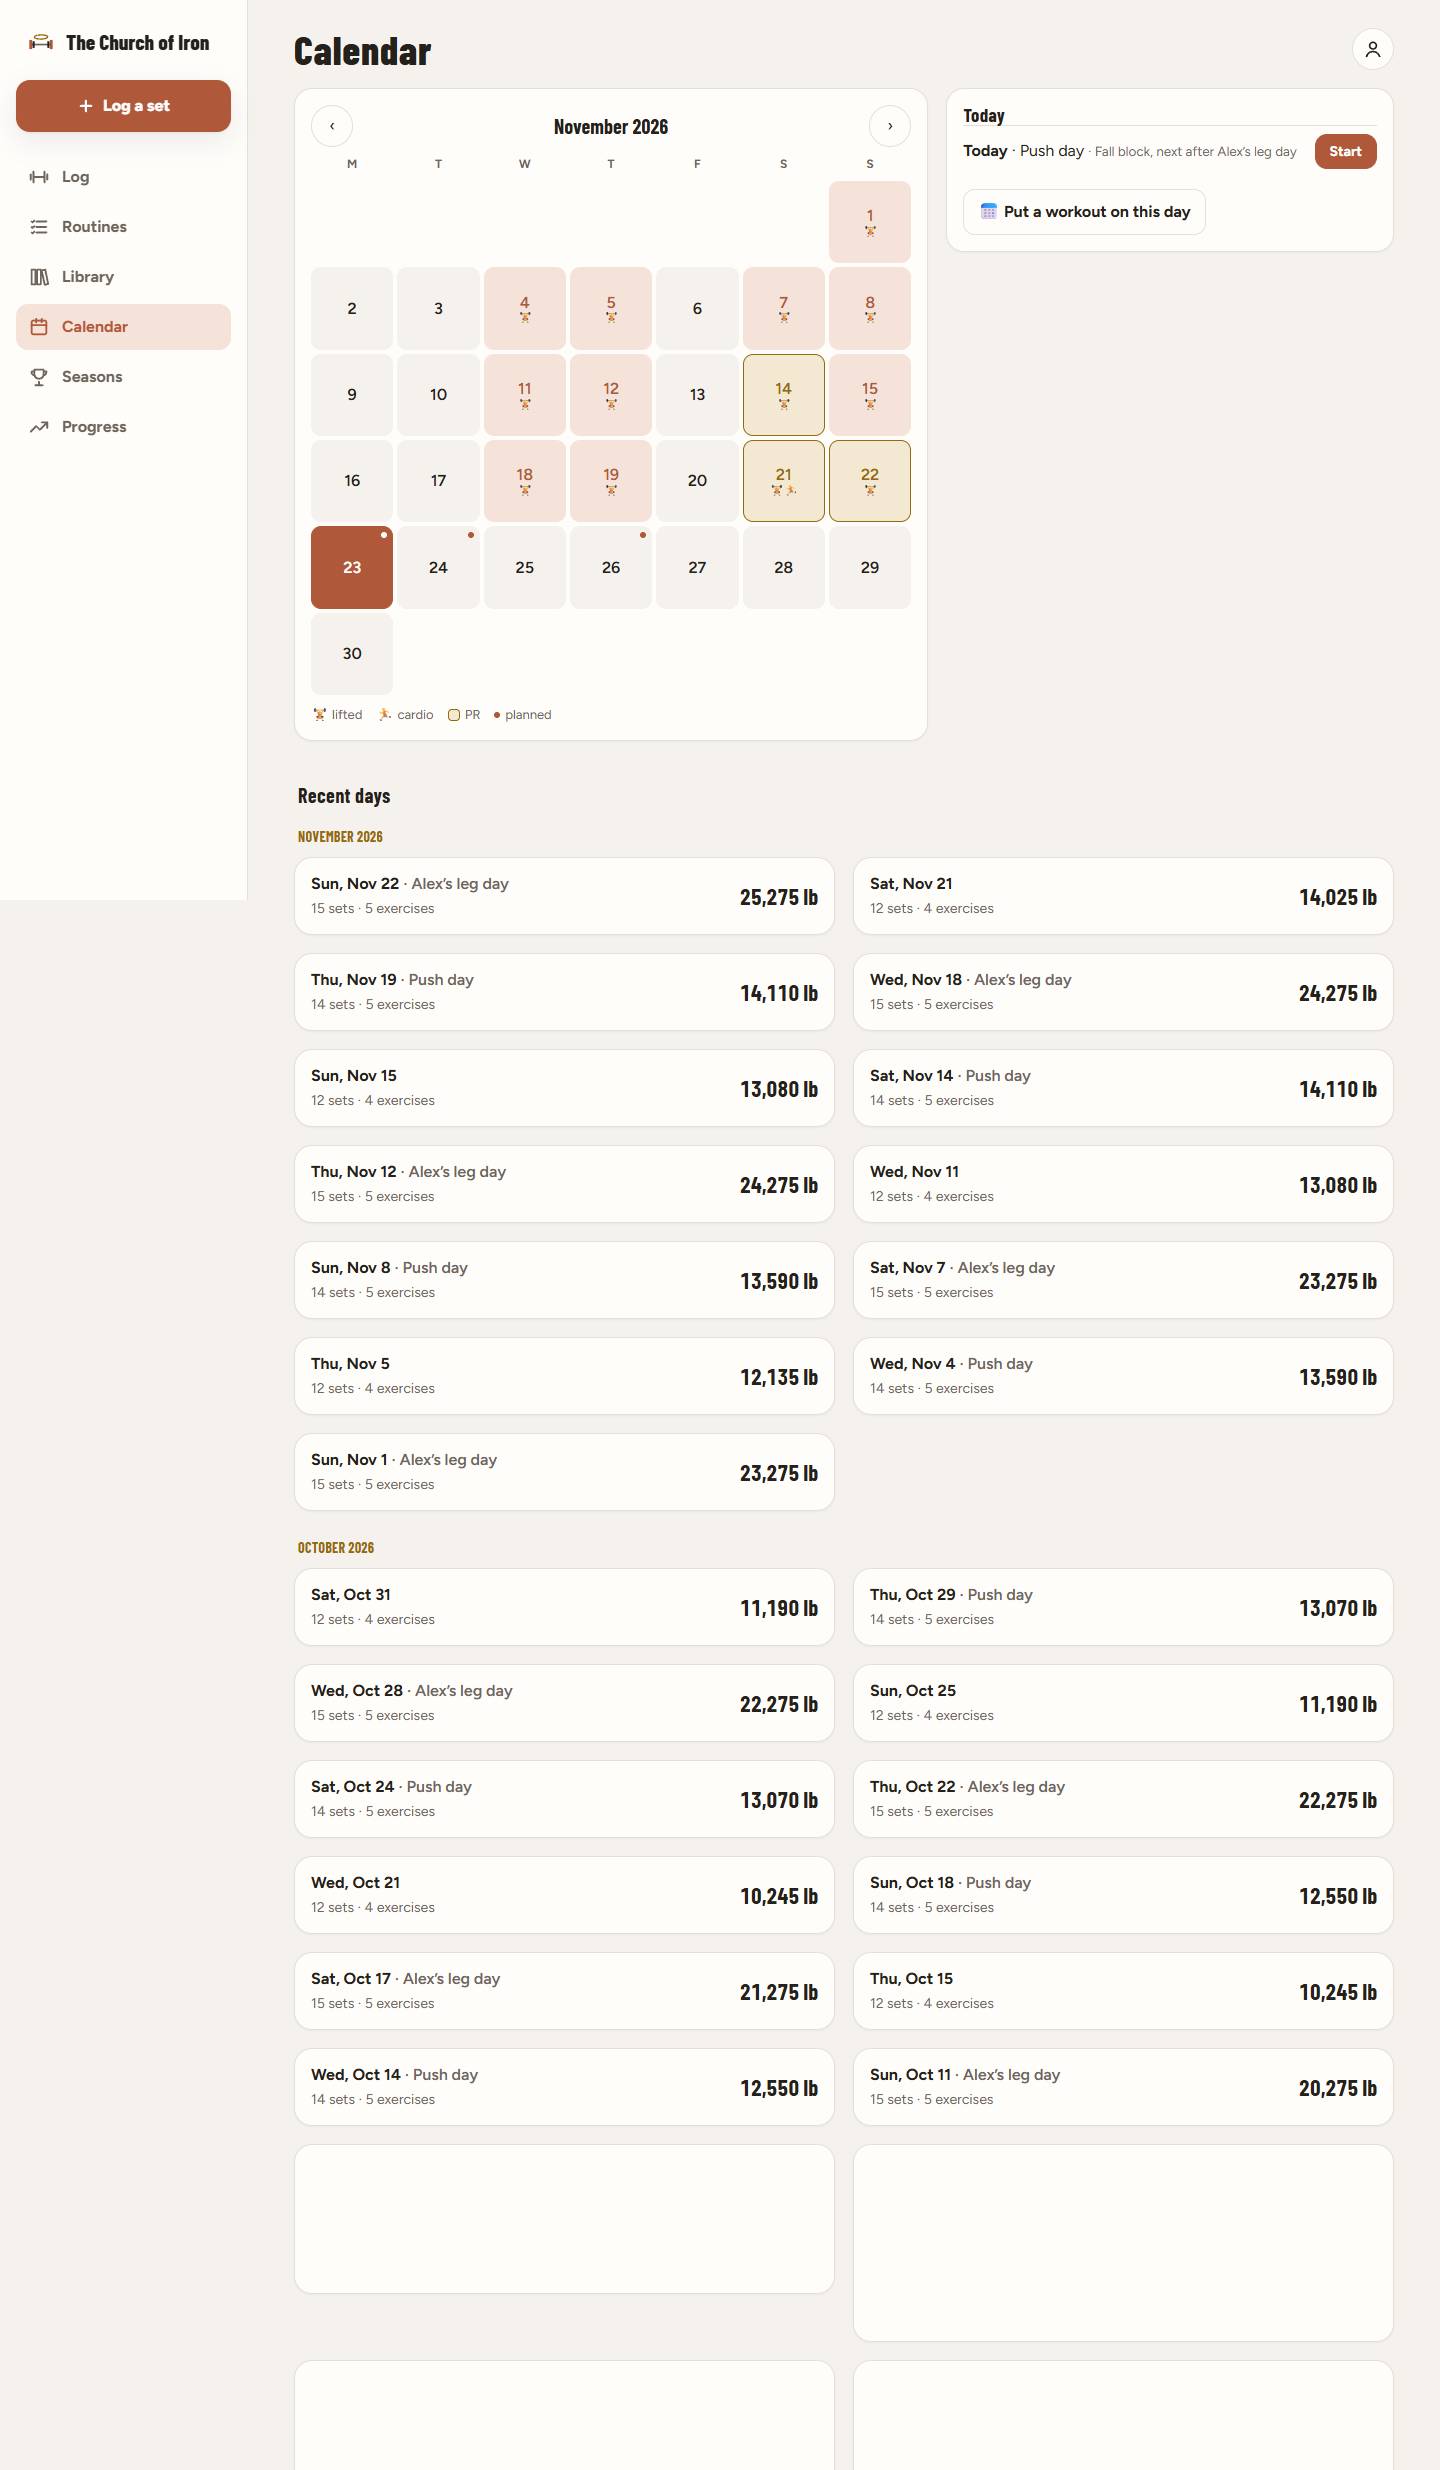 The Church of Iron
+ Log a set
Log
Routines
Library
Calendar
Seasons
Progress
Calendar
‹ November 2026 ›
M T W T F S S
1
2 3 4 5 6 7 8
9 10 11 12 13 14 15
16 17 18 19 20 21 22
23 24 25 26 27 28 29
30
lifted cardio PR planned
Today
Today · Push day · Fall block, next after Alex’s leg day Start
Put a workout on this day
Recent days
NOVEMBER 2026
Sun, Nov 22 · Alex’s leg day
15 sets · 5 exercises
25,275 lb
Sat, Nov 21
12 sets · 4 exercises
14,025 lb
Thu, Nov 19 · Push day
14 sets · 5 exercises
14,110 lb
Wed, Nov 18 · Alex’s leg day
15 sets · 5 exercises
24,275 lb
Sun, Nov 15
12 sets · 4 exercises
13,080 lb
Sat, Nov 14 · Push day
14 sets · 5 exercises
14,110 lb
Thu, Nov 12 · Alex’s leg day
15 sets · 5 exercises
24,275 lb
Wed, Nov 11
12 sets · 4 exercises
13,080 lb
Sun, Nov 8 · Push day
14 sets · 5 exercises
13,590 lb
Sat, Nov 7 · Alex’s leg day
15 sets · 5 exercises
23,275 lb
Thu, Nov 5
12 sets · 4 exercises
12,135 lb
Wed, Nov 4 · Push day
14 sets · 5 exercises
13,590 lb
Sun, Nov 1 · Alex’s leg day
15 sets · 5 exercises
23,275 lb
OCTOBER 2026
Sat, Oct 31
12 sets · 4 exercises
11,190 lb
Thu, Oct 29 · Push day
14 sets · 5 exercises
13,070 lb
Wed, Oct 28 · Alex’s leg day
15 sets · 5 exercises
22,275 lb
Sun, Oct 25
12 sets · 4 exercises
11,190 lb
Sat, Oct 24 · Push day
14 sets · 5 exercises
13,070 lb
Thu, Oct 22 · Alex’s leg day
15 sets · 5 exercises
22,275 lb
Wed, Oct 21
12 sets · 4 exercises
10,245 lb
Sun, Oct 18 · Push day
14 sets · 5 exercises
12,550 lb
Sat, Oct 17 · Alex’s leg day
15 sets · 5 exercises
21,275 lb
Thu, Oct 15
12 sets · 4 exercises
10,245 lb
Wed, Oct 14 · Push day
14 sets · 5 exercises
12,550 lb
Sun, Oct 11 · Alex’s leg day
15 sets · 5 exercises
20,275 lb